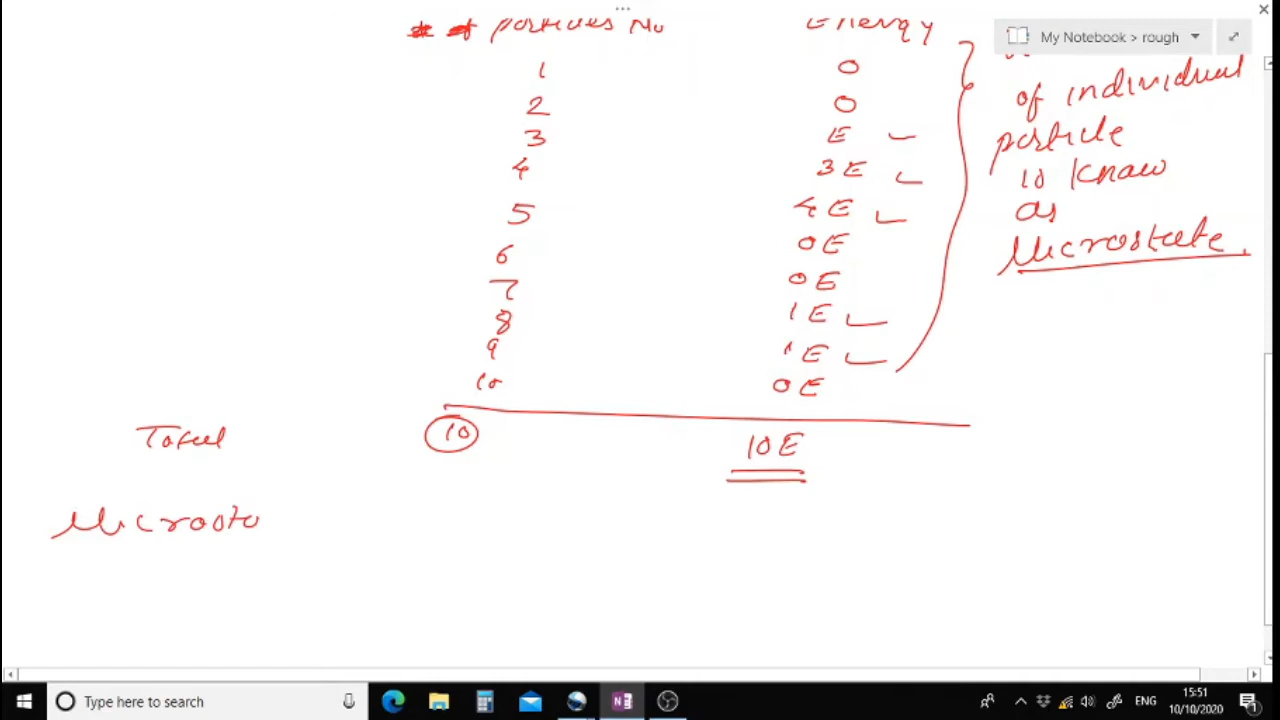 particles No Energy
My Notebook > rough
1 0
2 0
3 E
4 3E
5 4E
6 0E
7 0E
8 1E
9 1E
10 0E
of individual
particle
is know
as
Microstate.
Total 10 10E
Microsta
Type here to search
ENG
15:51
10/10/2020
1